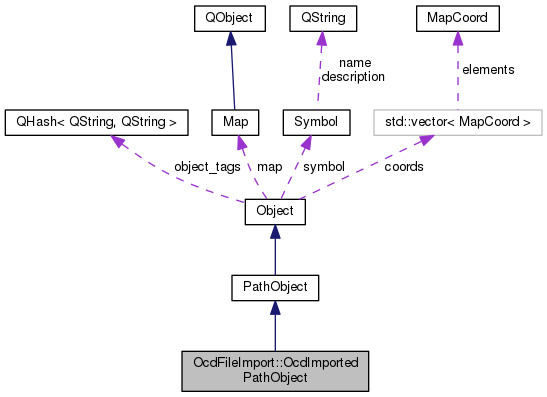 QObject
QString
MapCoord
name
description
elements
QHash< QString, QString >
Map
Symbol
std::vector< MapCoord >
object_tags
map
symbol
coords
Object
PathObject
OcdFileImport::OcdImported
PathObject